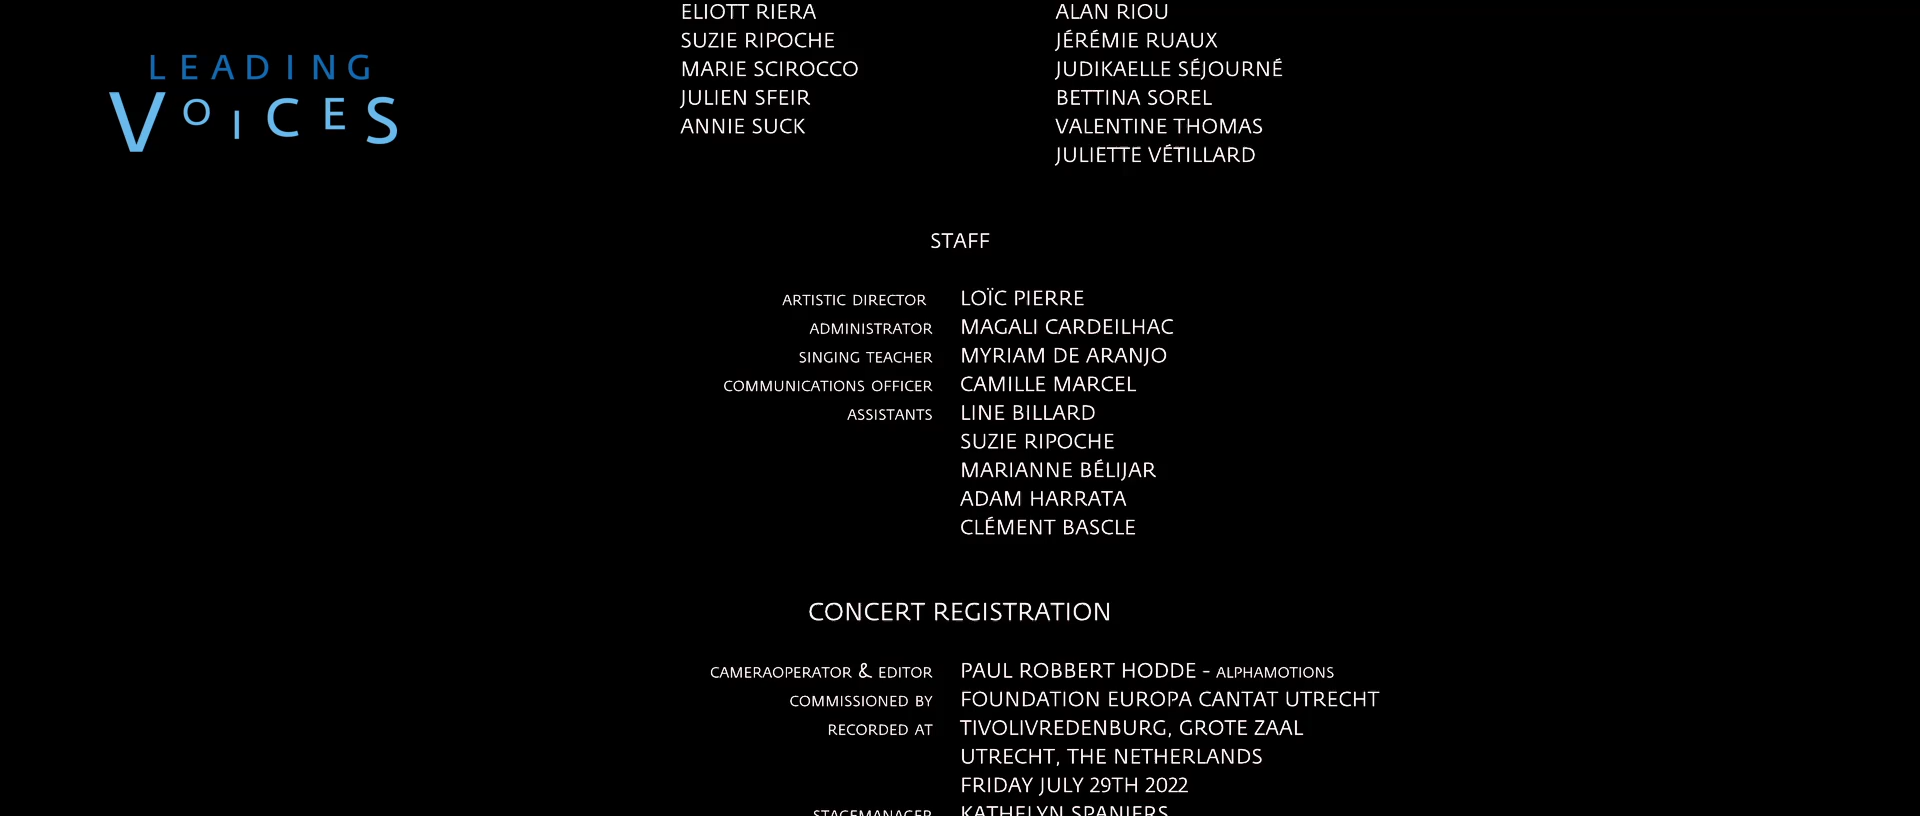 LEADING
VOICES
ELIOTT RIERA
SUZIE RIPOCHE
MARIE SCIROCCO
JULIEN SFEIR
ANNIE SUCK
ALAN RIOU
JÉRÉMIE RUAUX
JUDIKAELLE SÉJOURNÉ
BETTINA SOREL
VALENTINE THOMAS
JULIETTE VÉTILLARD
STAFF
ARTISTIC DIRECTOR LOÏC PIERRE
ADMINISTRATOR MAGALI CARDEILHAC
SINGING TEACHER MYRIAM DE ARANJO
COMMUNICATIONS OFFICER CAMILLE MARCEL
ASSISTANTS LINE BILLARD
SUZIE RIPOCHE
MARIANNE BÉLIJAR
ADAM HARRATA
CLÉMENT BASCLE
CONCERT REGISTRATION
CAMERAOPERATOR & EDITOR PAUL ROBBERT HODDE - ALPHAMOTIONS
COMMISSIONED BY FOUNDATION EUROPA CANTAT UTRECHT
RECORDED AT TIVOLIVREDENBURG, GROTE ZAAL
UTRECHT, THE NETHERLANDS
FRIDAY JULY 29TH 2022
STAGEMANAGER KATHELYN SPANIERS